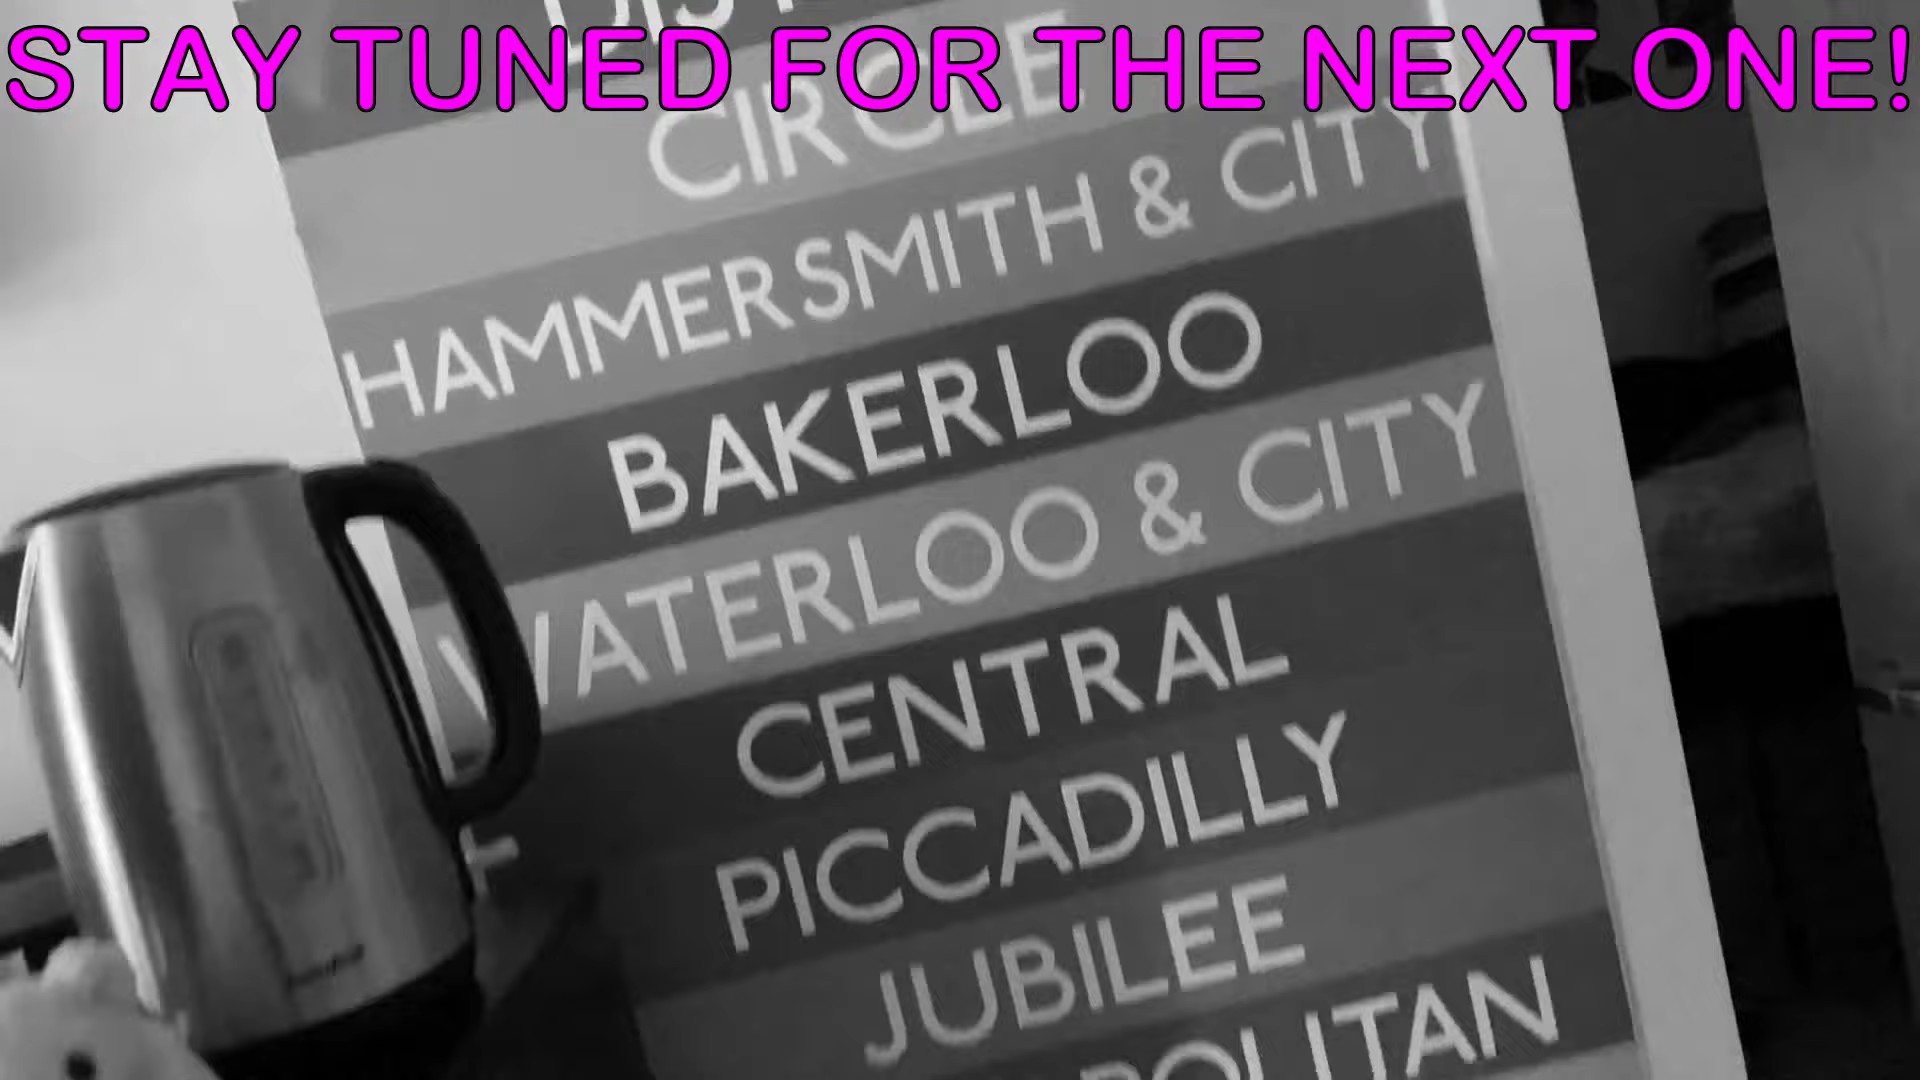 STAY TUNED FOR THE NEXT ONE!
CIRCLE
HAMMERSMITH & CITY
BAKERLOO
WATERLOO & CITY
CENTRAL
PICCADILLY
JUBILEE